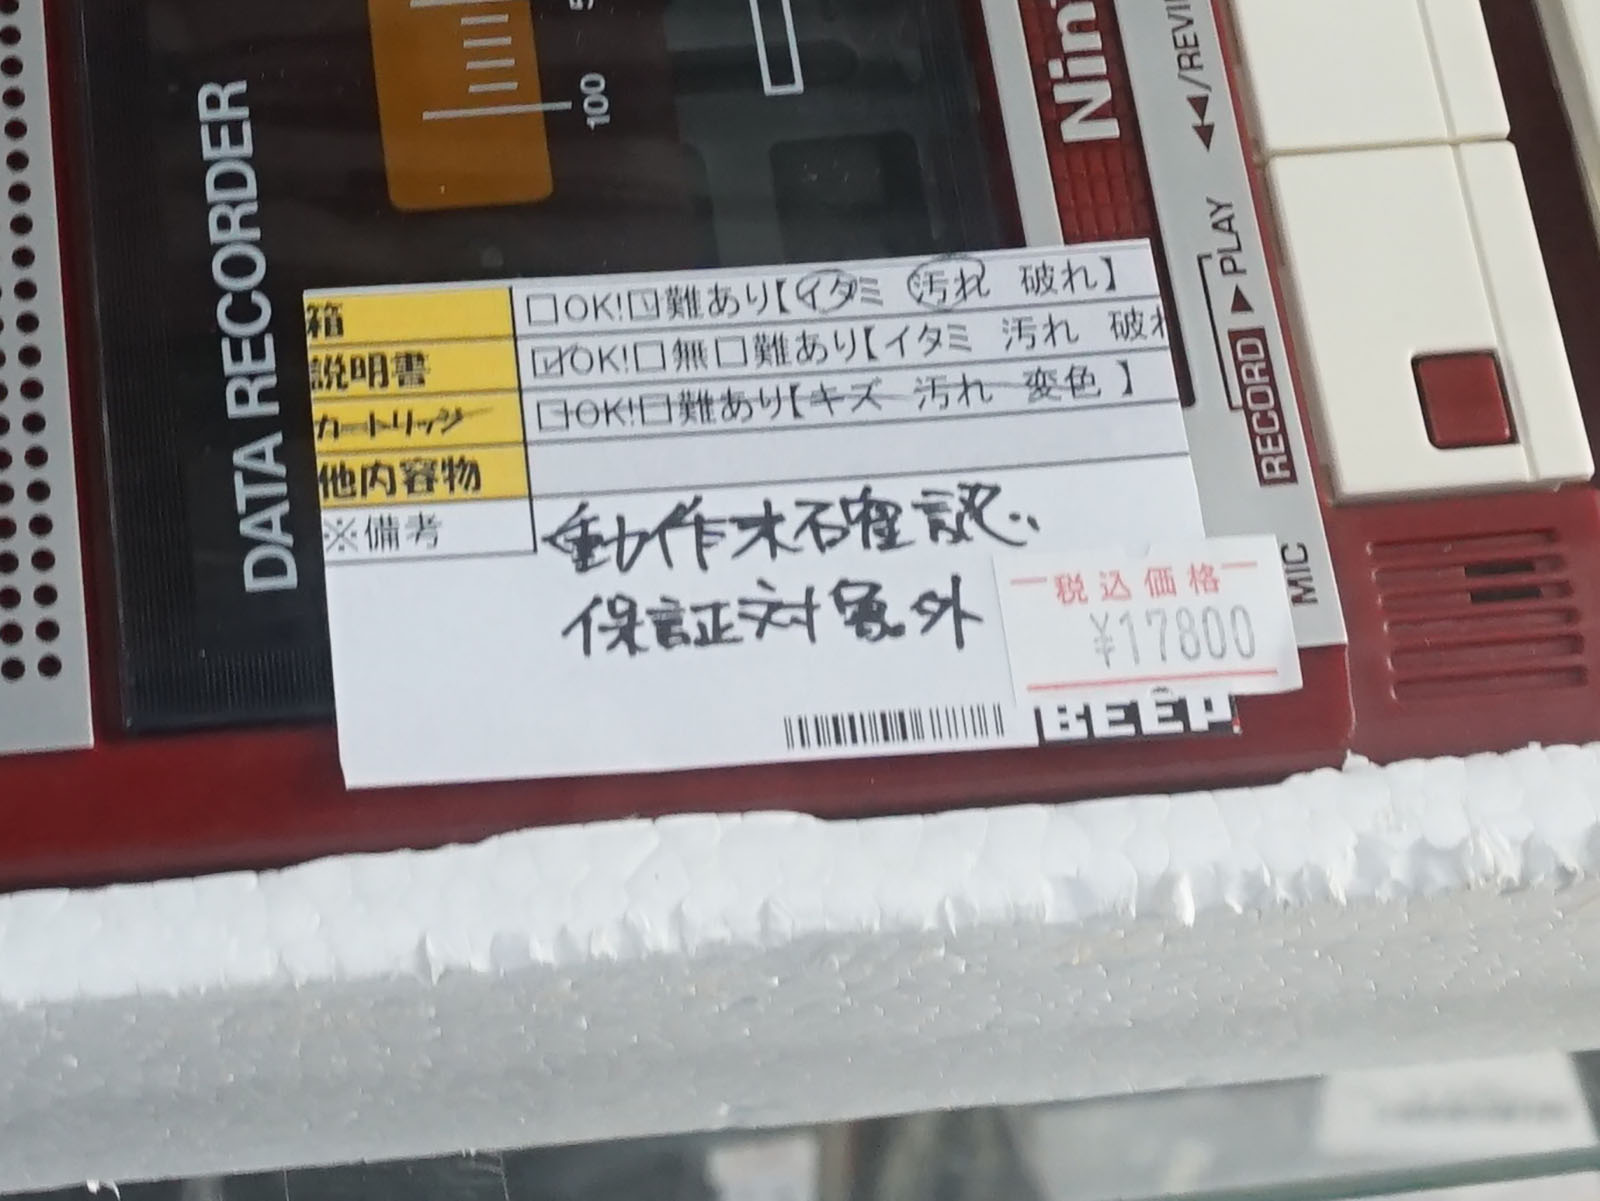 DATA RECORDER
100
Nin
◀◀/REVI
RECORD ▶PLAY
MIC
箱 □OK!☑難あり【イタミ 汚れ 破れ】
説明書 ☑OK!□無□難あり【イタミ 汚れ 破れ
カートリッジ □OK!□難あり【キズ 汚れ 変色 】
他内容物
※備考 動作未確認、
保証対象外
税込価格
¥17800
BEEP